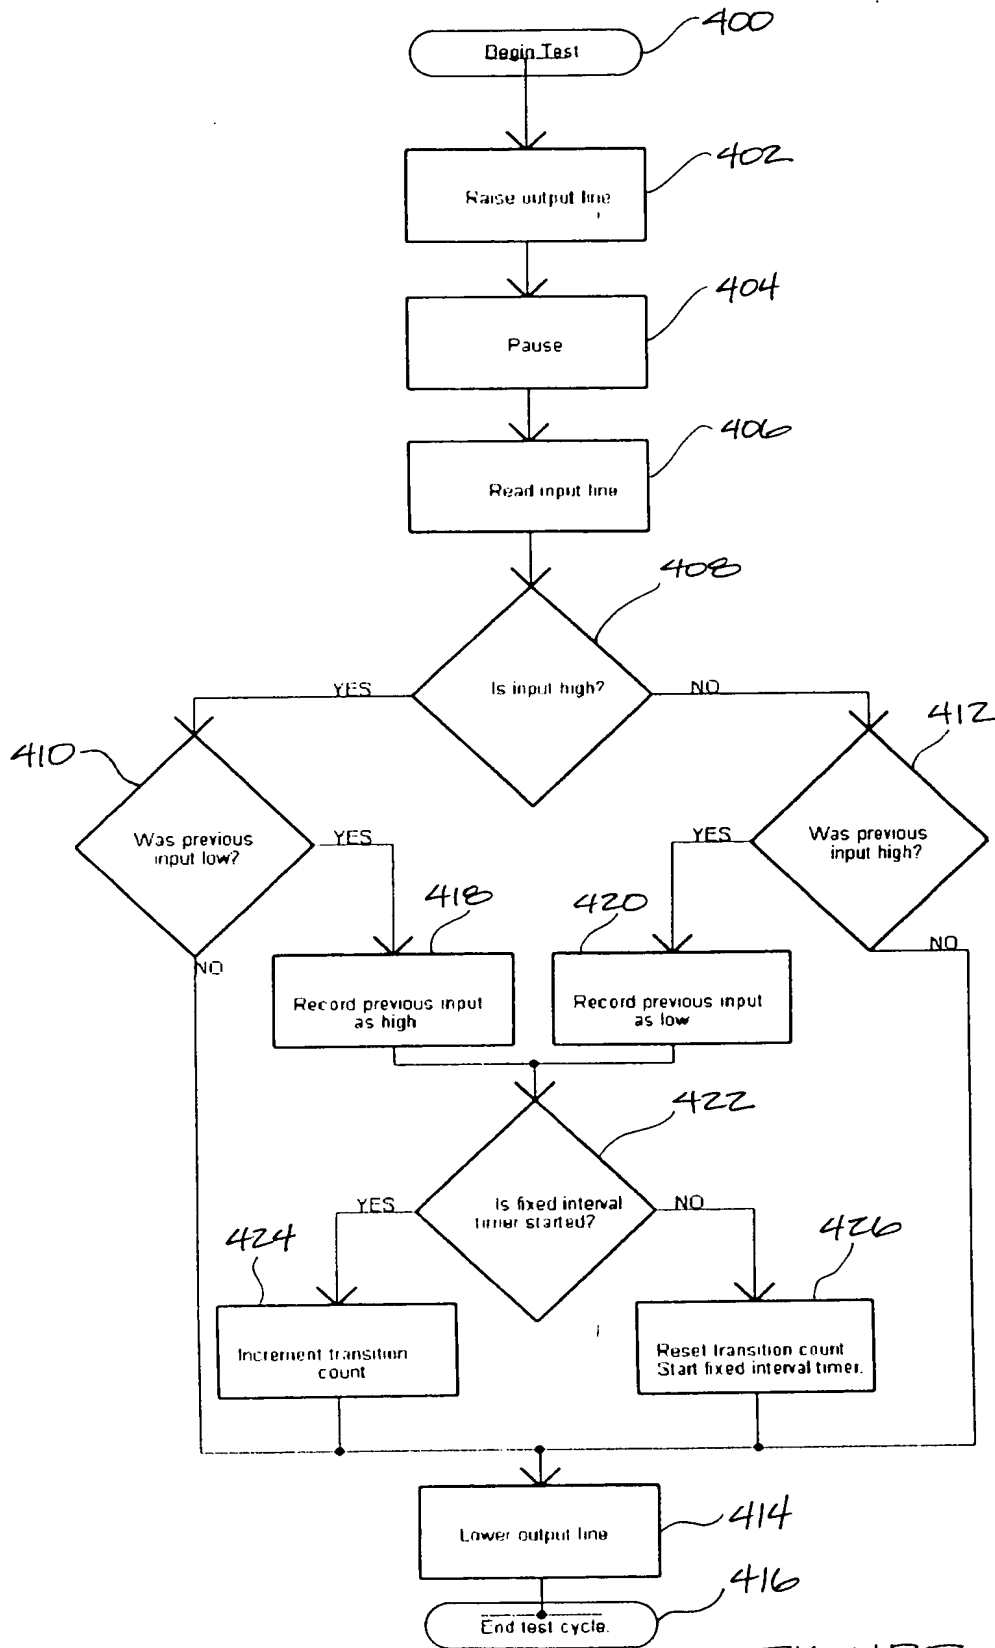 400
Begin Test
402
Raise output line
404
Pause
406
Read input line
408
Is input high?
YES
NO
410
412
Was previous
input low?
YES
YES
Was previous
input high?
418
420
NO
NO
Record previous input
as high
Record previous input
as low
422
Is fixed interval
timer started?
YES
NO
424
426
Increment transition
count
Reset transition count
Start fixed interval timer.
Lower output line
414
416
End test cycle.